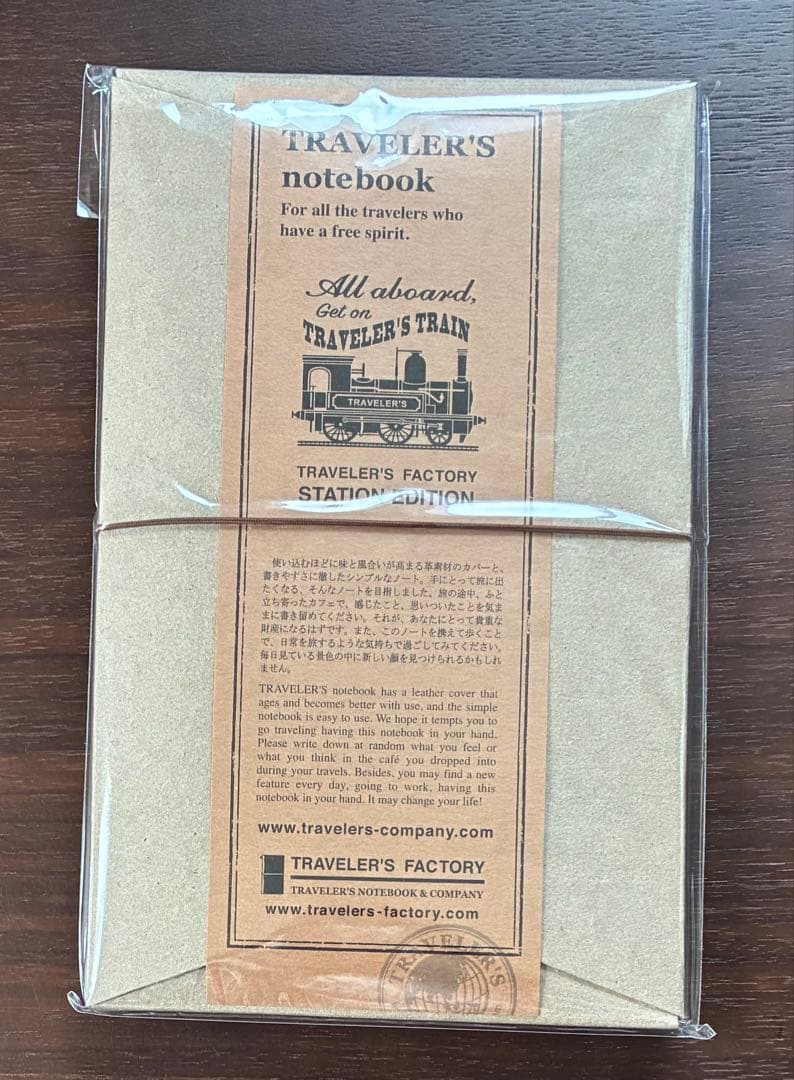 TRAVELER'S
notebook
For all the travelers who
have a free spirit.
All aboard,
Get on
TRAVELER'S TRAIN
TRAVELER'S
TRAVELER'S FACTORY
STATION EDITION
使い込むほどに味と風合いが高まる革素材のカバーと、
書きやすさに徹したシンプルなノート。手にとって旅に出
たくなる、そんなノートを目指しました。旅の途中、ふと
立ち寄ったカフェで、感じたこと、思いついたことを気ま
まに書き留めてください。それが、あなたにとって貴重な
財産になるはずです。また、このノートを携えて歩くこと
で、日常を旅するような気持ちで過ごしてみてください。
毎日見ている景色の中に新しい顔を見つけられるかもしれ
ません。
TRAVELER'S notebook has a leather cover that
ages and becomes better with use, and the simple
notebook is easy to use. We hope it tempts you to
go traveling having this notebook in your hand.
Please write down at random what you feel or
what you think in the café you dropped into
during your travels. Besides, you may find a new
feature every day, going to work, having this
notebook in your hand. It may change your life!
www.travelers-company.com
TRAVELER'S FACTORY
TRAVELER'S NOTEBOOK & COMPANY
www.travelers-factory.com
TRAVELER'S